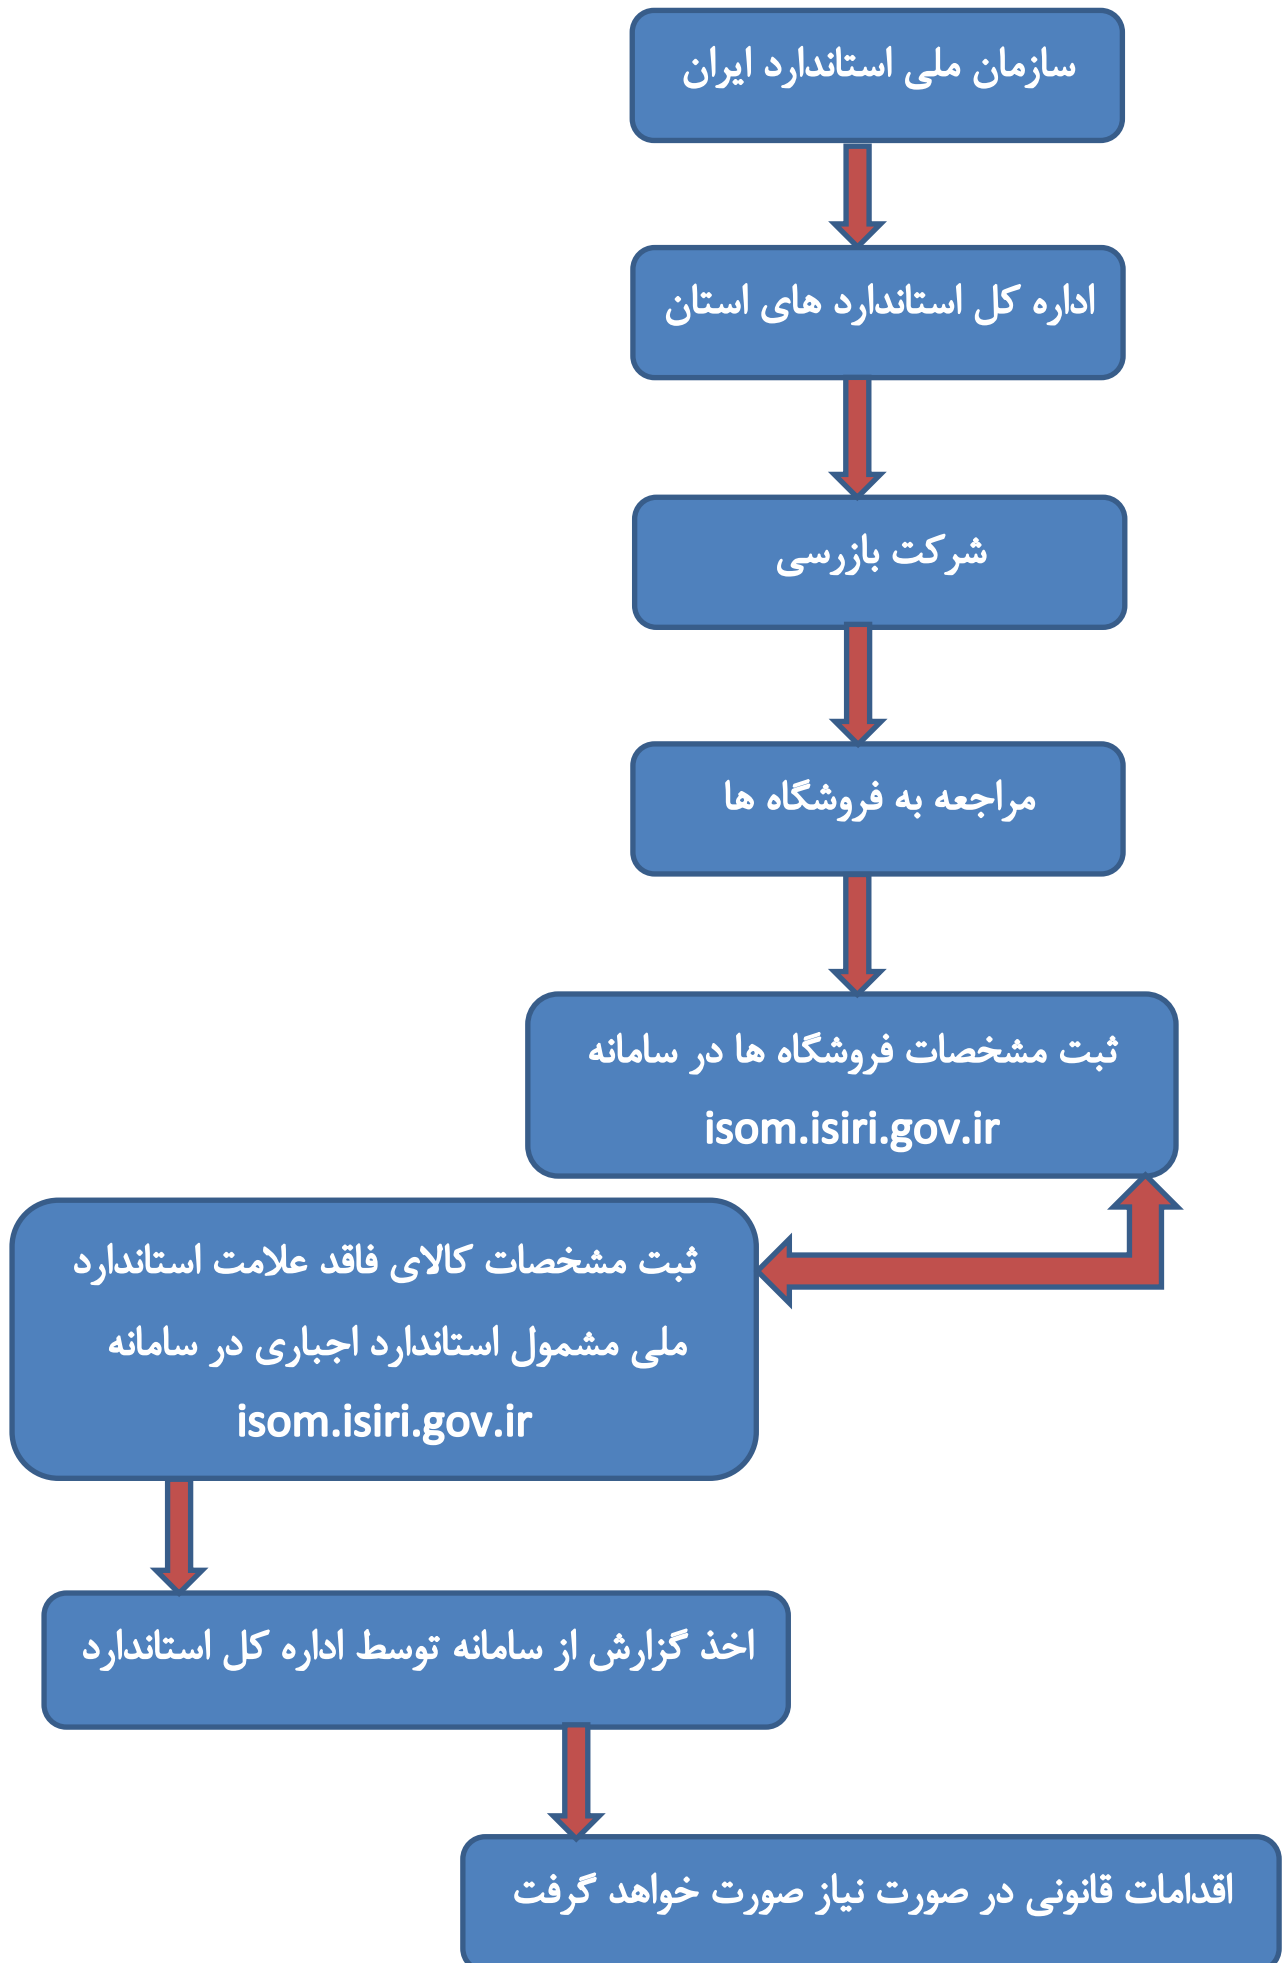 سازمان ملی استاندارد ایران
اداره کل استاندارد های استان
شرکت بازرسی
مراجعه به فروشگاه ها
ثبت مشخصات فروشگاه ها در سامانه
isom.isiri.gov.ir
ثبت مشخصات کالای فاقد علامت استاندارد
ملی مشمول استاندارد اجباری در سامانه
isom.isiri.gov.ir
اخذ گزارش از سامانه توسط اداره کل استاندارد
اقدامات قانونی در صورت نیاز صورت خواهد گرفت